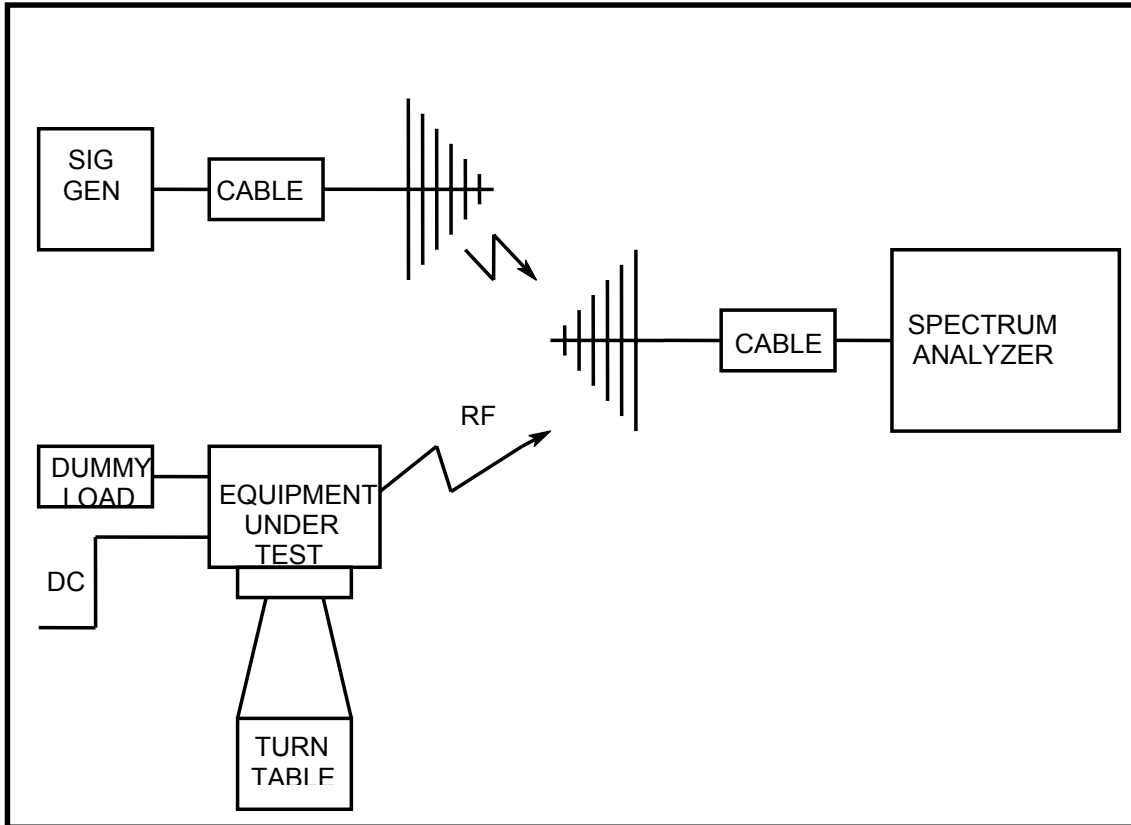 SIG
GEN
CABLE
CABLE
SPECTRUM
ANALYZER
RF
DUMMY
LOAD
EQUIPMENT
UNDER
TEST
DC
TURN
TABLE